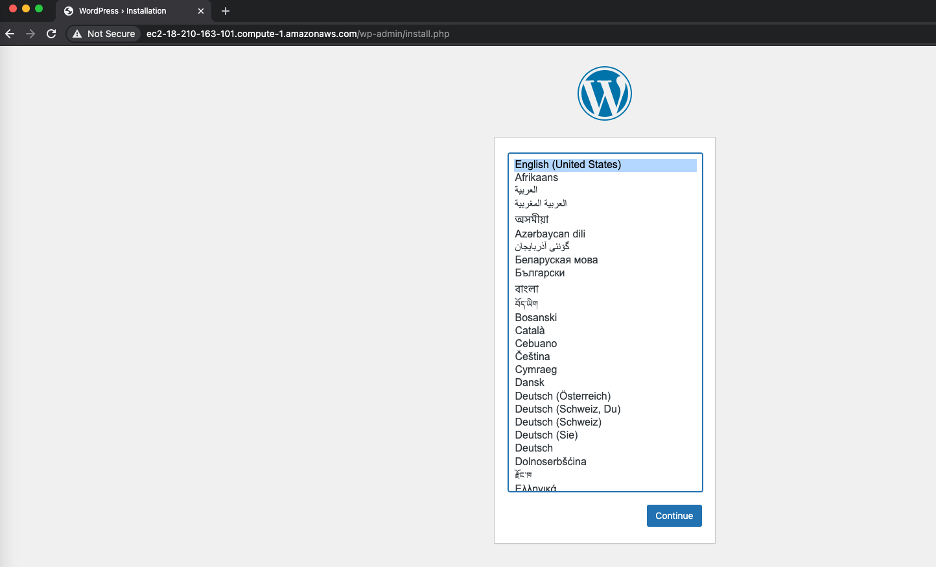 WordPress › Installation
Not Secure
ec2-18-210-163-101.compute-1.amazonaws.com/wp-admin/install.php
English (United States)
Afrikaans
العربية
العربية المغربية
অসমীয়া
Azərbaycan dili
گؤنئی آذربایجان
Беларуская мова
Български
বাংলা
བོད་ཡིག
Bosanski
Català
Cebuano
Čeština
Cymraeg
Dansk
Deutsch (Österreich)
Deutsch (Schweiz, Du)
Deutsch (Schweiz)
Deutsch (Sie)
Deutsch
Dolnoserbšćina
རྫོང་ཁ
Ελληνικά
Continue